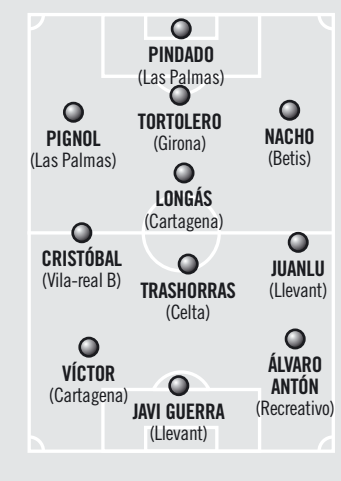 PINDADO
(Las Palmas)
TORTOLERO
(Girona)
PIGNOL
(Las Palmas)
NACHO
(Betis)
LONGÁS
(Cartagena)
CRISTÓBAL
(Vila-real B)
TRASHORRAS
(Celta)
JUANLU
(Llevant)
VÍCTOR
(Cartagena)
JAVI GUERRA
(Llevant)
ÁLVARO
ANTÓN
(Recreativo)